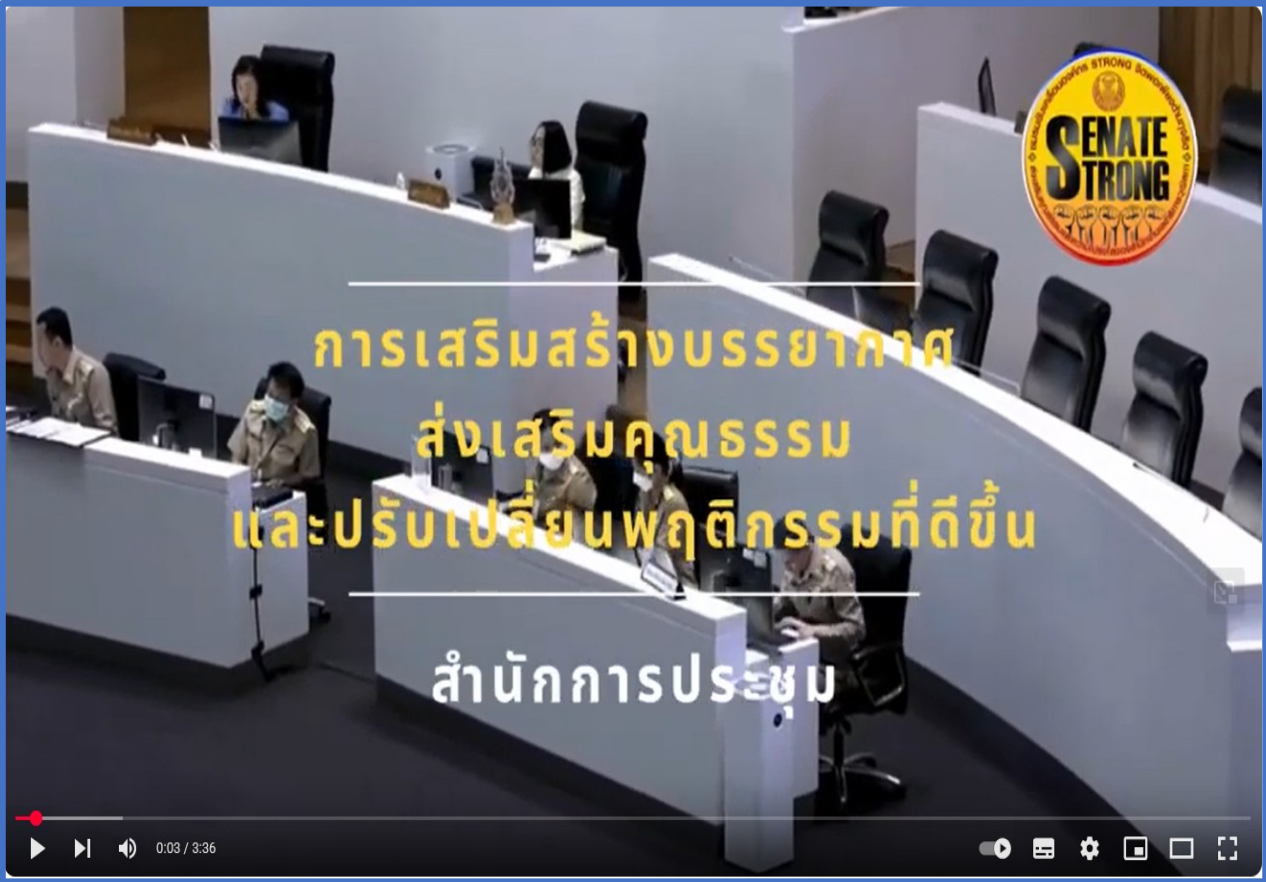 SENATE
STRONG
การเสริมสร้างบรรยากาศ
ส่งเสริมคุณธรรม
และปรับเปลี่ยนพฤติกรรมที่ดีขึ้น
สำนักการประชุม
0:03 / 3:36